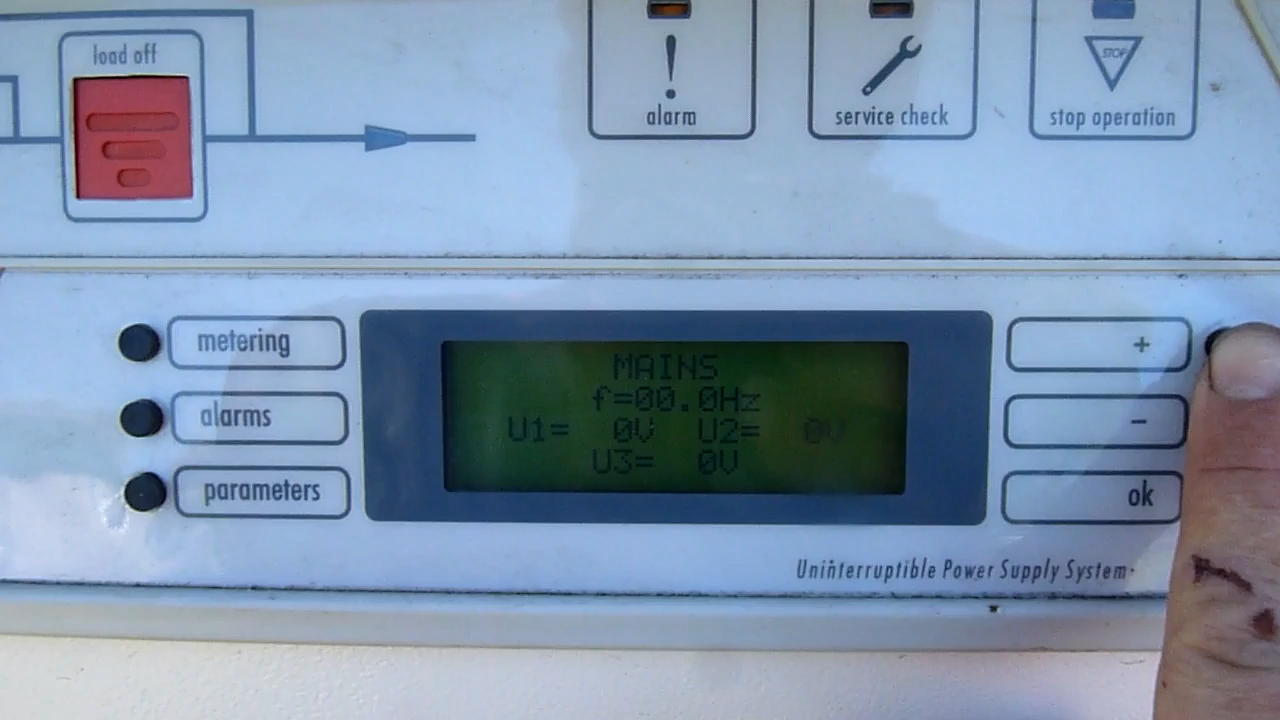 load off
!
alarm
service check
STOP
stop operation
metering
alarms
parameters
MAINS
f=00.0Hz
U1= 0V U2= 0V
U3= 0V
+
−
ok
Uninterruptible Power Supply System